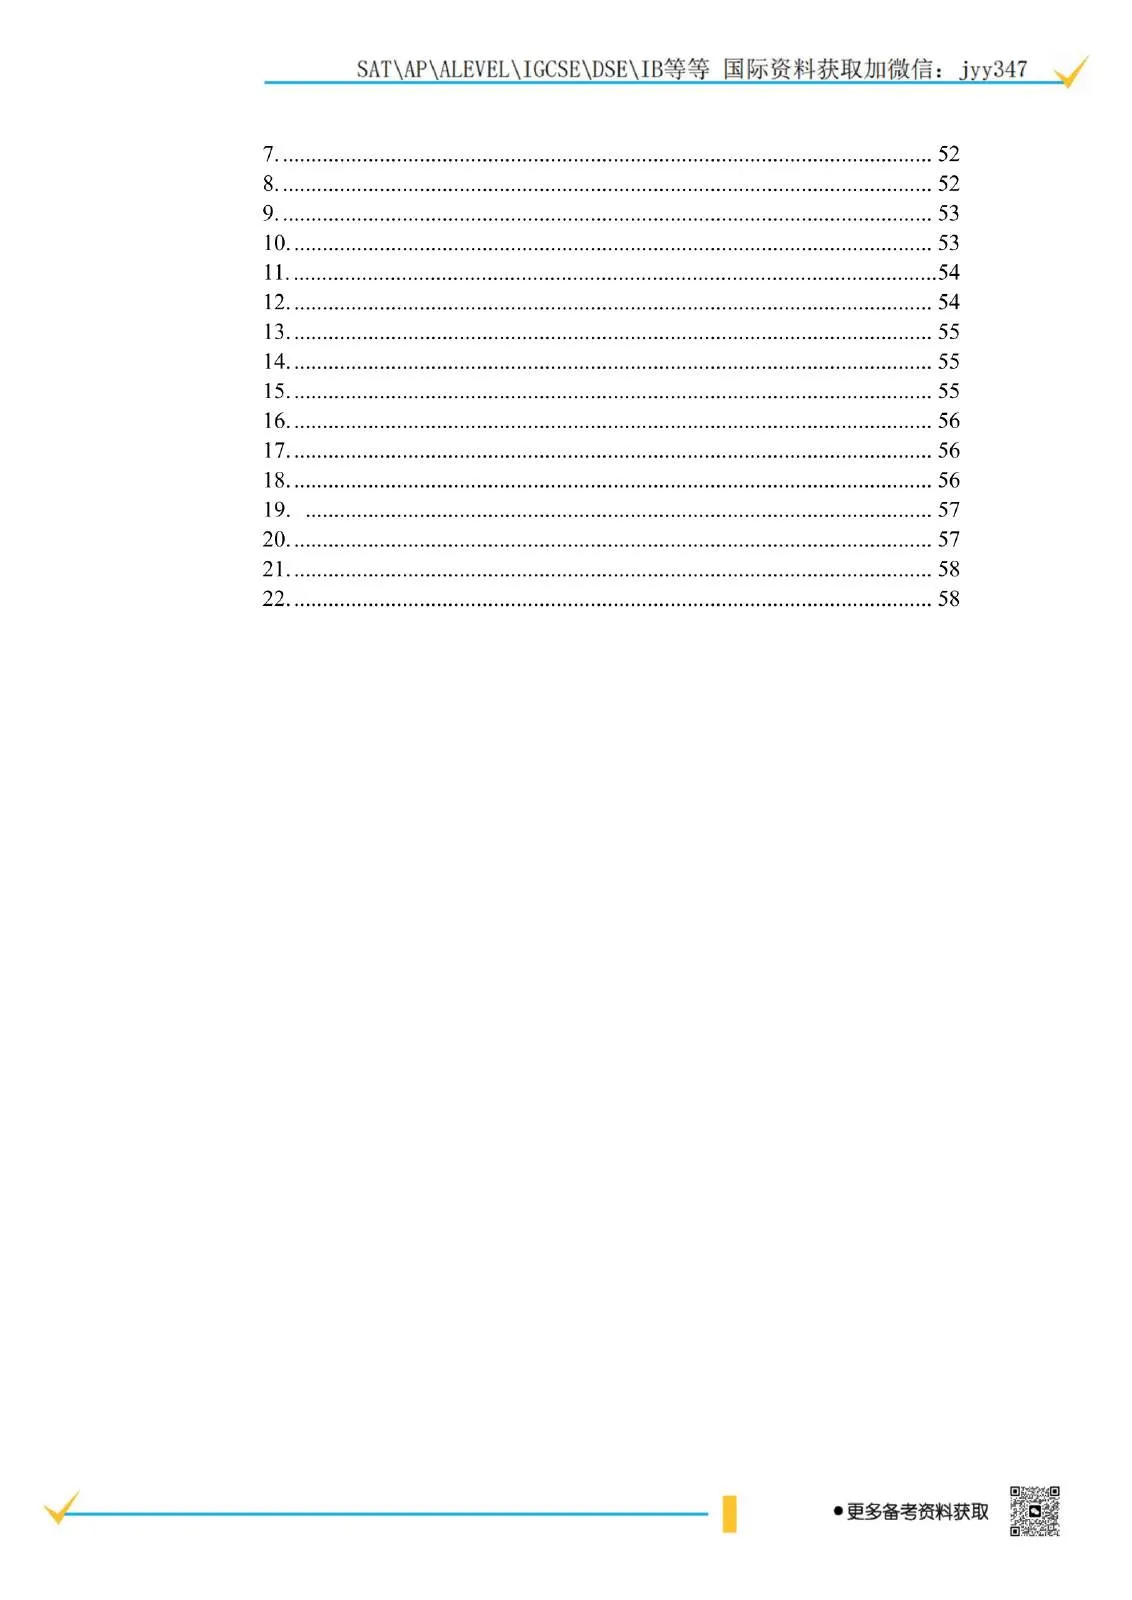 SAT\AP\ALEVEL\IGCSE\DSE\IB等等 国际资料获取加微信：jyy347
7. ........................................................................................................ 52
8. ........................................................................................................ 52
9. ........................................................................................................ 53
10. ...................................................................................................... 53
11. ......................................................................................................54
12. ...................................................................................................... 54
13. ...................................................................................................... 55
14. ...................................................................................................... 55
15. ...................................................................................................... 55
16. ...................................................................................................... 56
17. ...................................................................................................... 56
18. ...................................................................................................... 56
19. .................................................................................................... 57
20. ...................................................................................................... 57
21. ...................................................................................................... 58
22. ...................................................................................................... 58
●更多备考资料获取